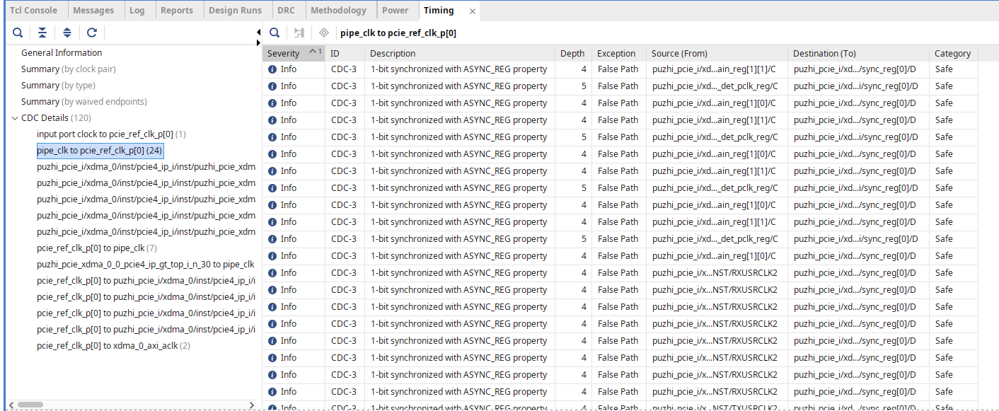 Tcl Console Messages Log Reports Design Runs DRC Methodology Power Timing ×
pipe_clk to pcie_ref_clk_p[0]
General Information
Summary (by clock pair)
Summary (by type)
Summary (by waived endpoints)
CDC Details (120)
input port clock to pcie_ref_clk_p[0] (1)
pipe_clk to pcie_ref_clk_p[0] (24)
puzhi_pcie_i/xdma_0/inst/pcie4_ip_i/inst/puzhi_pcie_xdma
puzhi_pcie_i/xdma_0/inst/pcie4_ip_i/inst/puzhi_pcie_xdma
puzhi_pcie_i/xdma_0/inst/pcie4_ip_i/inst/puzhi_pcie_xdma
puzhi_pcie_i/xdma_0/inst/pcie4_ip_i/inst/puzhi_pcie_xdma
puzhi_pcie_i/xdma_0/inst/pcie4_ip_i/inst/puzhi_pcie_xdma
pcie_ref_clk_p[0] to pipe_clk (7)
puzhi_pcie_xdma_0_0_pcie4_ip_gt_top_i_n_30 to pipe_clk
pcie_ref_clk_p[0] to puzhi_pcie_i/xdma_0/inst/pcie4_ip_i/i
pcie_ref_clk_p[0] to puzhi_pcie_i/xdma_0/inst/pcie4_ip_i/i
pcie_ref_clk_p[0] to puzhi_pcie_i/xdma_0/inst/pcie4_ip_i/i
pcie_ref_clk_p[0] to puzhi_pcie_i/xdma_0/inst/pcie4_ip_i/i
pcie_ref_clk_p[0] to xdma_0_axi_aclk (2)
Severity 1 ID Description Depth Exception Source (From) Destination (To) Category
Info CDC-3 1-bit synchronized with ASYNC_REG property 4 False Path puzhi_pcie_i/xd...ain_reg[1][1]/C puzhi_pcie_i/xd.../sync_reg[0]/D Safe
Info CDC-3 1-bit synchronized with ASYNC_REG property 5 False Path puzhi_pcie_i/xd..._det_pclk_reg/C puzhi_pcie_i/xd...i/sync_reg[0]/D Safe
Info CDC-3 1-bit synchronized with ASYNC_REG property 4 False Path puzhi_pcie_i/xd...ain_reg[1][0]/C puzhi_pcie_i/xd.../sync_reg[0]/D Safe
Info CDC-3 1-bit synchronized with ASYNC_REG property 4 False Path puzhi_pcie_i/xd...ain_reg[1][1]/C puzhi_pcie_i/xd.../sync_reg[0]/D Safe
Info CDC-3 1-bit synchronized with ASYNC_REG property 5 False Path puzhi_pcie_i/xd..._det_pclk_reg/C puzhi_pcie_i/xd...i/sync_reg[0]/D Safe
Info CDC-3 1-bit synchronized with ASYNC_REG property 4 False Path puzhi_pcie_i/xd...ain_reg[1][0]/C puzhi_pcie_i/xd.../sync_reg[0]/D Safe
Info CDC-3 1-bit synchronized with ASYNC_REG property 4 False Path puzhi_pcie_i/xd...ain_reg[1][1]/C puzhi_pcie_i/xd.../sync_reg[0]/D Safe
Info CDC-3 1-bit synchronized with ASYNC_REG property 5 False Path puzhi_pcie_i/xd..._det_pclk_reg/C puzhi_pcie_i/xd...i/sync_reg[0]/D Safe
Info CDC-3 1-bit synchronized with ASYNC_REG property 4 False Path puzhi_pcie_i/xd...ain_reg[1][0]/C puzhi_pcie_i/xd.../sync_reg[0]/D Safe
Info CDC-3 1-bit synchronized with ASYNC_REG property 4 False Path puzhi_pcie_i/xd...ain_reg[1][1]/C puzhi_pcie_i/xd.../sync_reg[0]/D Safe
Info CDC-3 1-bit synchronized with ASYNC_REG property 5 False Path puzhi_pcie_i/xd..._det_pclk_reg/C puzhi_pcie_i/xd...i/sync_reg[0]/D Safe
Info CDC-3 1-bit synchronized with ASYNC_REG property 4 False Path puzhi_pcie_i/xd...ain_reg[1][0]/C puzhi_pcie_i/xd.../sync_reg[0]/D Safe
Info CDC-3 1-bit synchronized with ASYNC_REG property 4 False Path puzhi_pcie_i/x...NST/RXUSRCLK2 puzhi_pcie_i/xd.../sync_reg[0]/D Safe
Info CDC-3 1-bit synchronized with ASYNC_REG property 4 False Path puzhi_pcie_i/x...NST/RXUSRCLK2 puzhi_pcie_i/xd.../sync_reg[0]/D Safe
Info CDC-3 1-bit synchronized with ASYNC_REG property 4 False Path puzhi_pcie_i/x...NST/RXUSRCLK2 puzhi_pcie_i/xd.../sync_reg[0]/D Safe
Info CDC-3 1-bit synchronized with ASYNC_REG property 4 False Path puzhi_pcie_i/x...NST/RXUSRCLK2 puzhi_pcie_i/xd.../sync_reg[0]/D Safe
Info CDC-3 1-bit synchronized with ASYNC_REG property 4 False Path puzhi_pcie_i/x...NST/RXUSRCLK2 puzhi_pcie_i/xd.../sync_reg[0]/D Safe
Info CDC-3 1-bit synchronized with ASYNC_REG property 4 False Path puzhi_pcie_i/x...NST/RXUSRCLK2 puzhi_pcie_i/xd.../sync_reg[0]/D Safe
Info CDC-3 1-bit synchronized with ASYNC_REG property 4 False Path puzhi_pcie_i/x...NST/RXUSRCLK2 puzhi_pcie_i/xd.../sync_reg[0]/D Safe
Info CDC-3 1-bit synchronized with ASYNC_REG property 4 False Path puzhi_pcie_i/x...NST/RXUSRCLK2 puzhi_pcie_i/xd.../sync_reg[0]/D Safe
Info CDC-3 1-bit synchronized with ASYNC_REG property 4 False Path puzhi_pcie_i/x...NST/TXUSRCLK2 puzhi_pcie_i/xd.../sync_reg[0]/D Safe